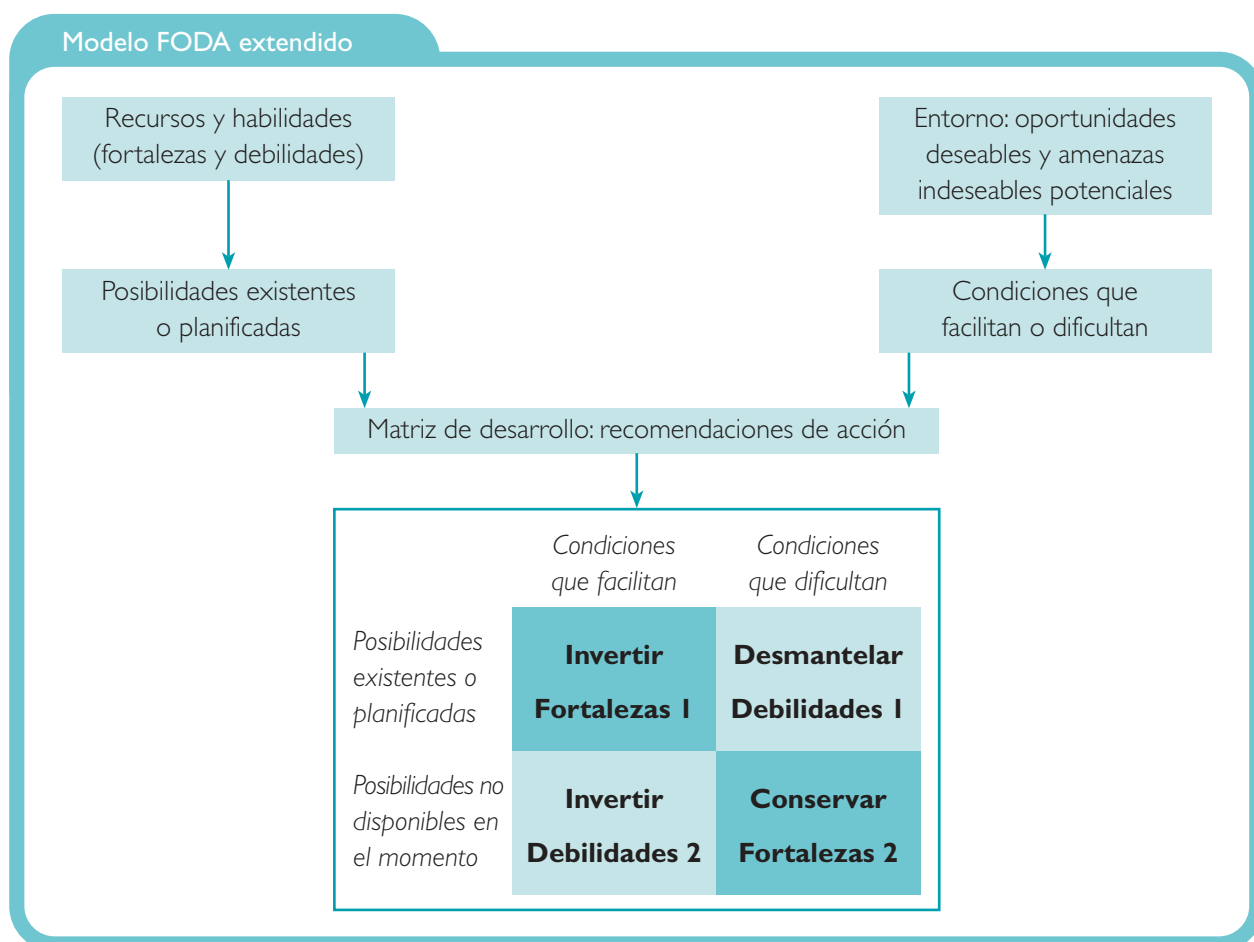 Modelo FODA extendido
Recursos y habilidades
(fortalezas y debilidades)
Entorno: oportunidades
deseables y amenazas
indeseables potenciales
Posibilidades existentes
o planificadas
Condiciones que
facilitan o dificultan
Matriz de desarrollo: recomendaciones de acción
Condiciones
que facilitan
Condiciones
que dificultan
Posibilidades
existentes o
planificadas
Invertir
Fortalezas 1
Desmantelar
Debilidades 1
Posibilidades no
disponibles en
el momento
Invertir
Debilidades 2
Conservar
Fortalezas 2